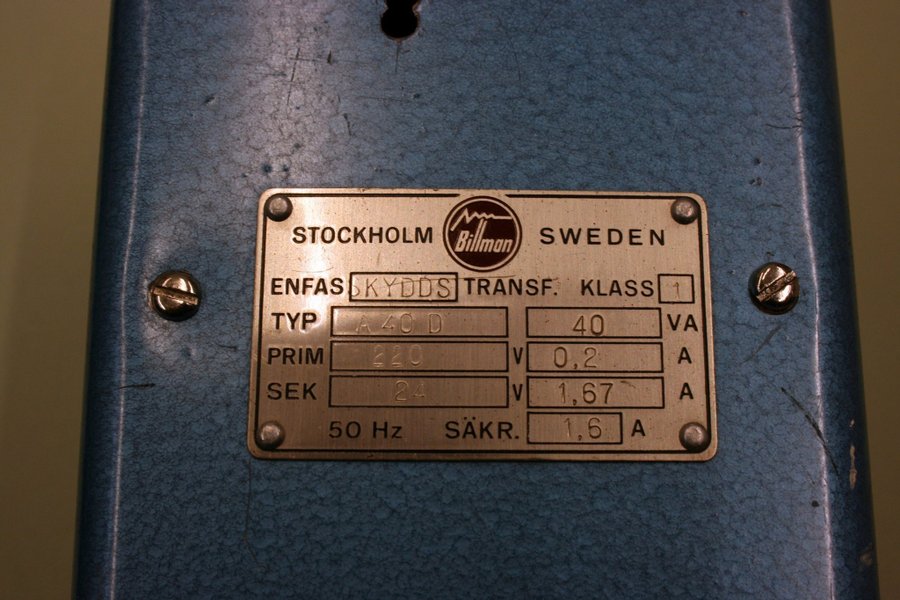 STOCKHOLM Billman SWEDEN
ENFAS SKYDDS TRANSF. KLASS 1
TYP A 40 D 40 VA
PRIM 220 V 0,2 A
SEK 24 V 1,67 A
50 Hz SÄKR. 1,6 A